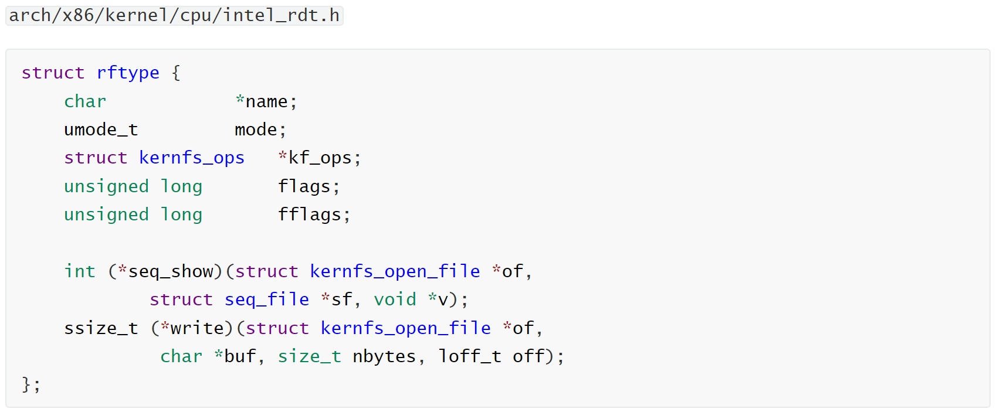 arch/x86/kernel/cpu/intel_rdt.h
struct rftype {
    char            *name;
    umode_t         mode;
    struct kernfs_ops   *kf_ops;
    unsigned long       flags;
    unsigned long       fflags;
    int (*seq_show)(struct kernfs_open_file *of,
            struct seq_file *sf, void *v);
    ssize_t (*write)(struct kernfs_open_file *of,
             char *buf, size_t nbytes, loff_t off);
};